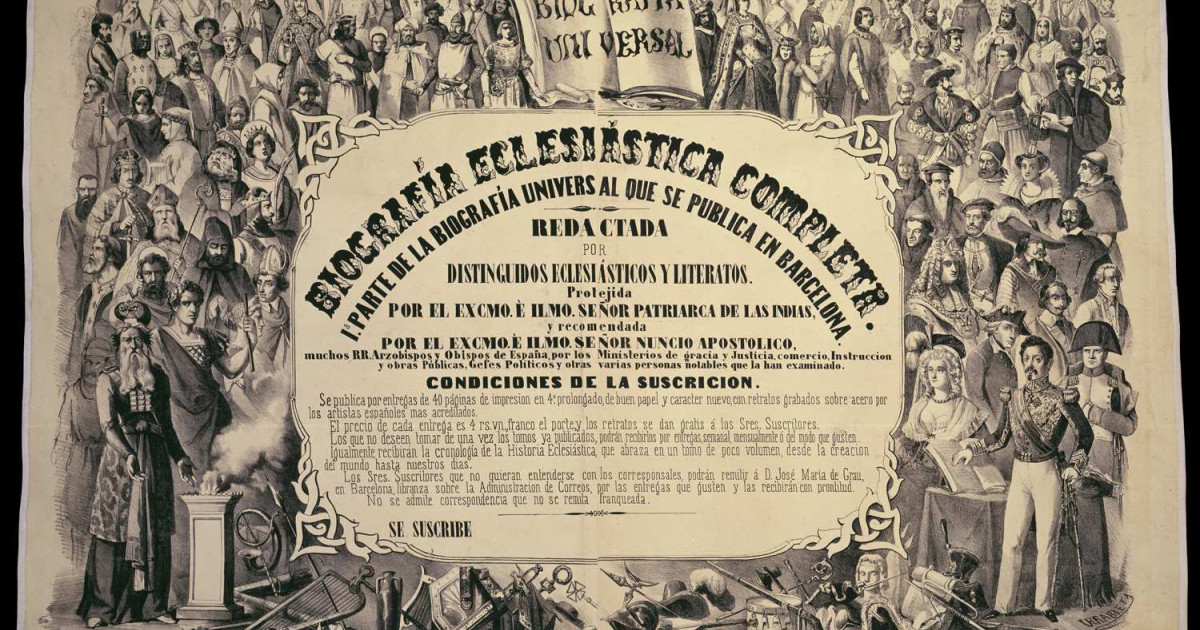 BIOGRAFIA
UNIVERSAL
BIOGRAFÍA ECLESIÁSTICA COMPLETA.
1ª PARTE DE LA BIOGRAFÍA UNIVERSAL QUE SE PUBLICA EN BARCELONA
REDACTADA
POR
DISTINGUIDOS ECLESIÁSTICOS Y LITERATOS.
Protejida
POR EL EXCMO. É ILMO. SEÑOR PATRIARCA DE LAS INDIAS,
y recomendada
POR EL EXCMO. É ILMO. SEÑOR NUNCIO APOSTOLICO,
muchos RR. Arzobispos y Obispos de España, por los Ministerios de gracia y Justicia, comercio, Instruccion
y obras Públicas, Gefes Políticos y otras varias personas notables que la han examinado.
CONDICIONES DE LA SUSCRICION.
Se publica por entregas de 40 páginas de impresion en 4º prolongado, de buen papel y caracter nuevo, con retratos grabados sobre acero por
los artistas españoles mas acreditados.
El precio de cada entrega es 4 rs. vn., franco el porte, y los retratos se dan gratis á los Sres. Suscritores.
Los que no deseen tomar de una vez los tomos ya publicados, podrán recibirlos por entregas, semanal, mensualmente ó del modo que gusten.
Igualmente recibirán la cronología de la Historia Eclesiástica, que abraza en un tomo de poco volumen, desde la creacion
del mundo hasta nuestros dias.
Los Sres. Suscritores que no quieran entenderse con los corresponsales, podrán remitir á D. José Maria de Grau,
en Barcelona, libranza sobre la Administracion de Correos, por las entregas que gusten y las recibirán con prontitud.
No se admite correspondencia que no se remita franqueada.
SE SUSCRIBE
URRABIETA